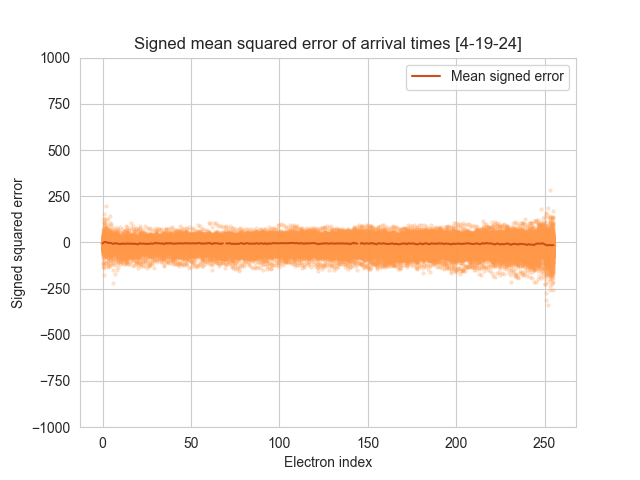 Signed mean squared error of arrival times [4-19-24]
Mean signed error
1000
750
500
250
0
−250
−500
−750
−1000
Signed squared error
0 50 100 150 200 250
Electron index